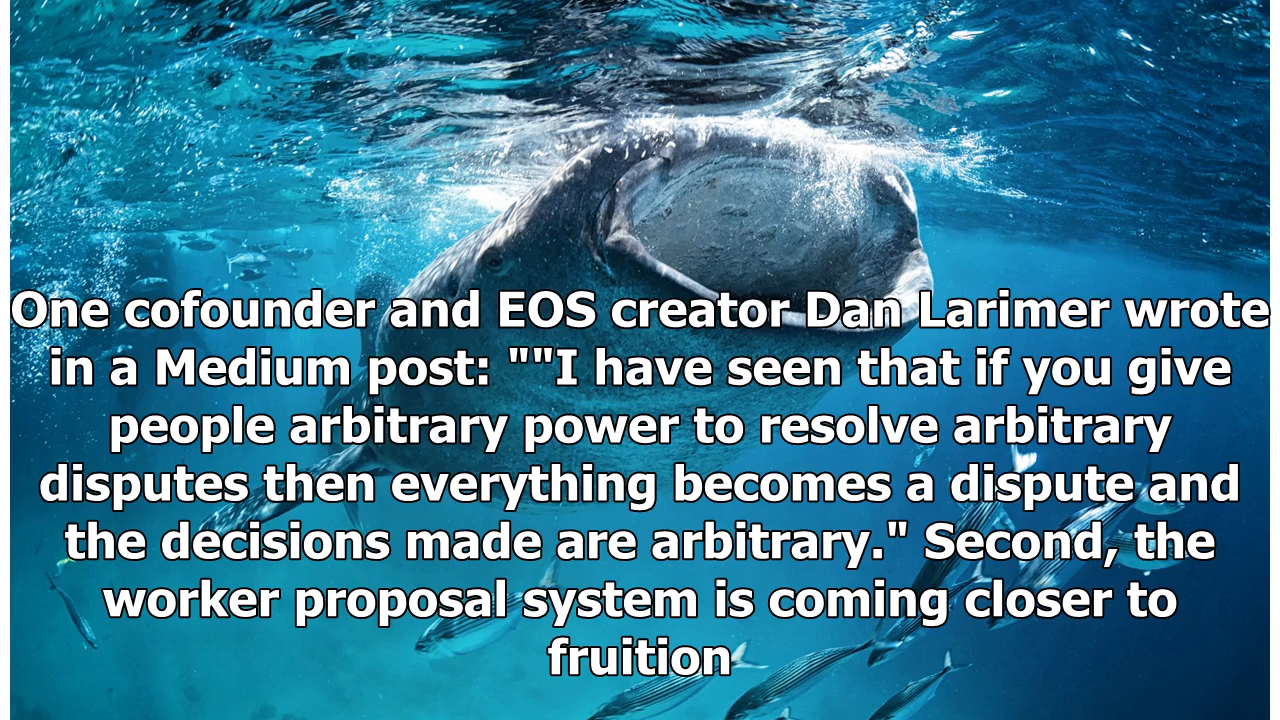 One cofounder and EOS creator Dan Larimer wrote
in a Medium post: ""I have seen that if you give
people arbitrary power to resolve arbitrary
disputes then everything becomes a dispute and
the decisions made are arbitrary." Second, the
worker proposal system is coming closer to
fruition